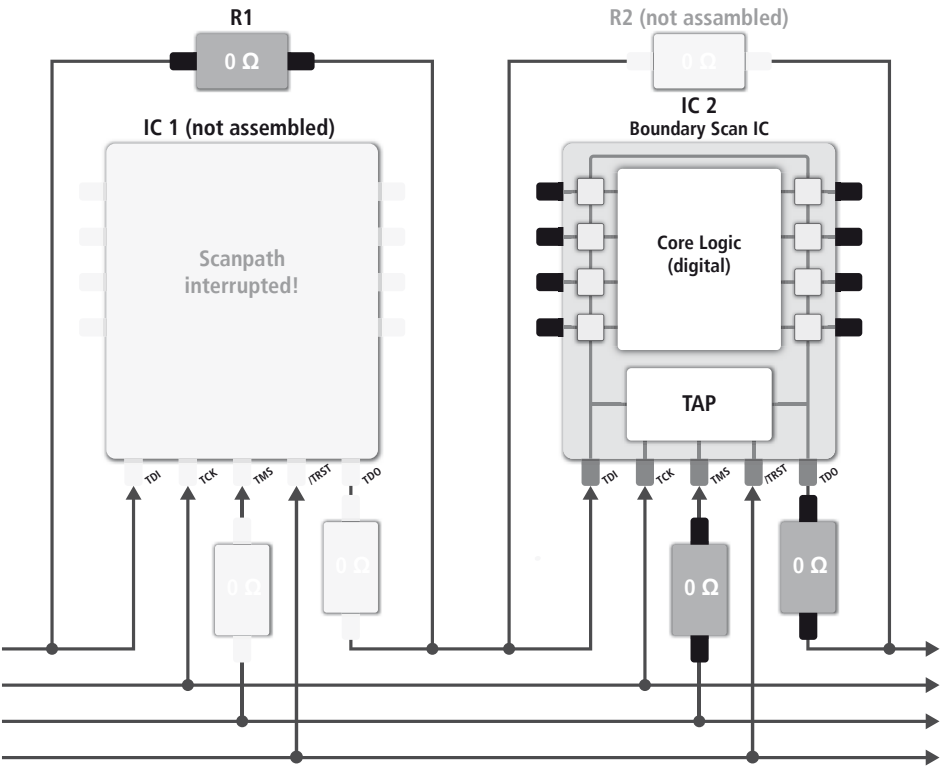 R1
0 Ω
R2 (not assambled)
0 Ω
IC 1 (not assembled)
Scanpath
interrupted!
TDI
TCK
TMS
/TRST
TDO
0 Ω
0 Ω
IC 2
Boundary Scan IC
Core Logic
(digital)
TAP
TDI
TCK
TMS
/TRST
TDO
0 Ω
0 Ω